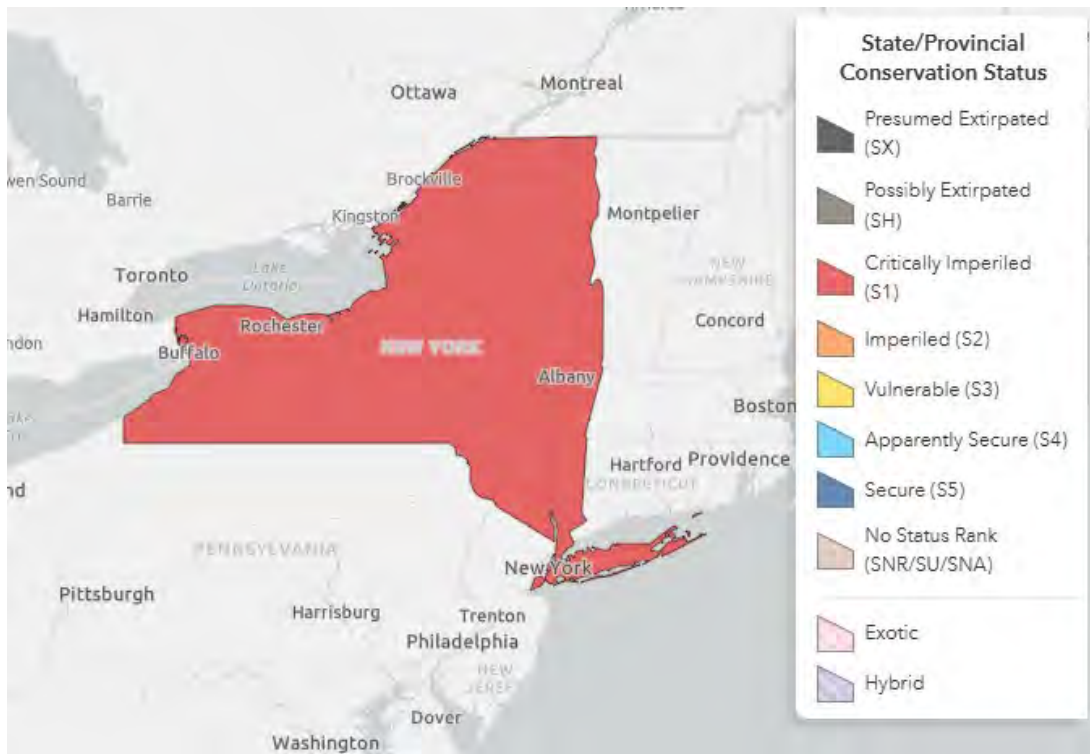 Ottawa
Montreal
wen Sound
Barrie
Brockville
Kingston
Montpelier
Toronto
Lake
Ontario
NEW
HAMPSHIRE
Hamilton
Rochester
Concord
ndon
Buffalo
NEW YORK
Albany
Boston
Hartford
Providence
CONNECTICUT
nd
PENNSYLVANIA
New York
Pittsburgh
Harrisburg
Trenton
Philadelphia
NEW
Dover
Washington
State/Provincial
Conservation Status
Presumed Extirpated
(SX)
Possibly Extirpated
(SH)
Critically Imperiled
(S1)
Imperiled (S2)
Vulnerable (S3)
Apparently Secure (S4)
Secure (S5)
No Status Rank
(SNR/SU/SNA)
Exotic
Hybrid